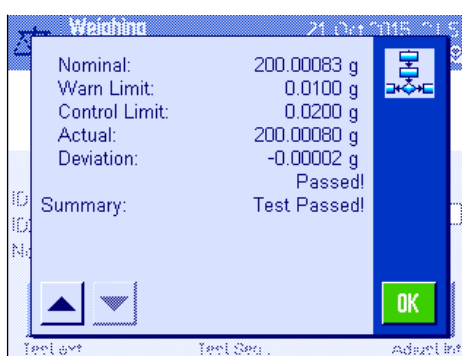 Weighing
Nominal: 200.00083 g
Warn Limit: 0.0100 g
Control Limit: 0.0200 g
Actual: 200.00080 g
Deviation: -0.00002 g
Passed!
Summary: Test Passed!
OK